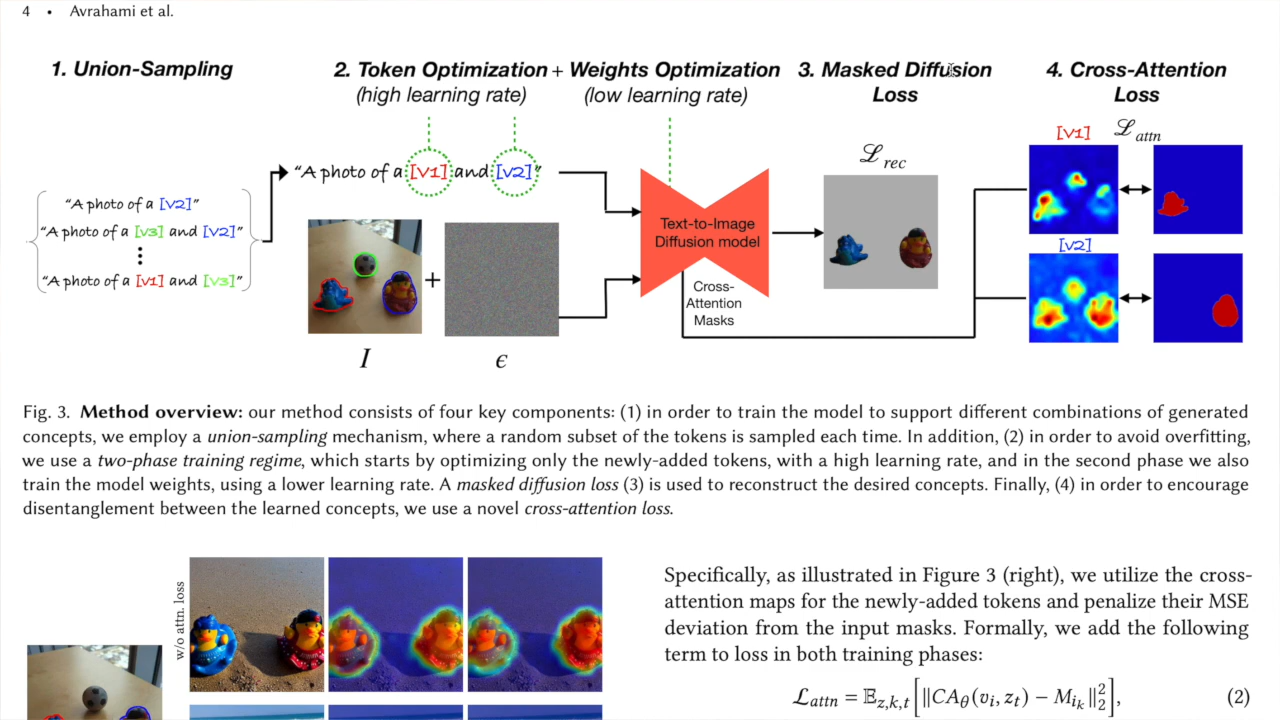 4 • Avrahami et al.
1. Union-Sampling
2. Token Optimization + Weights Optimization
(high learning rate)
(low learning rate)
3. Masked Diffusion
Loss
4. Cross-Attention
Loss
“A photo of a [v2]”
“A photo of a [v3] and [v2]”
⋮
“A photo of a [v1] and [v3]”
“A photo of a [v1] and [v2]”
I
+
ϵ
Text-to-Image
Diffusion model
Cross-
Attention
Masks
ℒrec
[v1]
ℒattn
[v2]
Fig. 3. Method overview: our method consists of four key components: (1) in order to train the model to support different combinations of generated
concepts, we employ a union-sampling mechanism, where a random subset of the tokens is sampled each time. In addition, (2) in order to avoid overfitting,
we use a two-phase training regime, which starts by optimizing only the newly-added tokens, with a high learning rate, and in the second phase we also
train the model weights, using a lower learning rate. A masked diffusion loss (3) is used to reconstruct the desired concepts. Finally, (4) in order to encourage
disentanglement between the learned concepts, we use a novel cross-attention loss.
w/o attn. loss
Specifically, as illustrated in Figure 3 (right), we utilize the cross-
attention maps for the newly-added tokens and penalize their MSE
deviation from the input masks. Formally, we add the following
term to loss in both training phases:
ℒattn = 𝔼z,k,t [‖CAθ(vi, zt) − Mik‖₂²], (2)